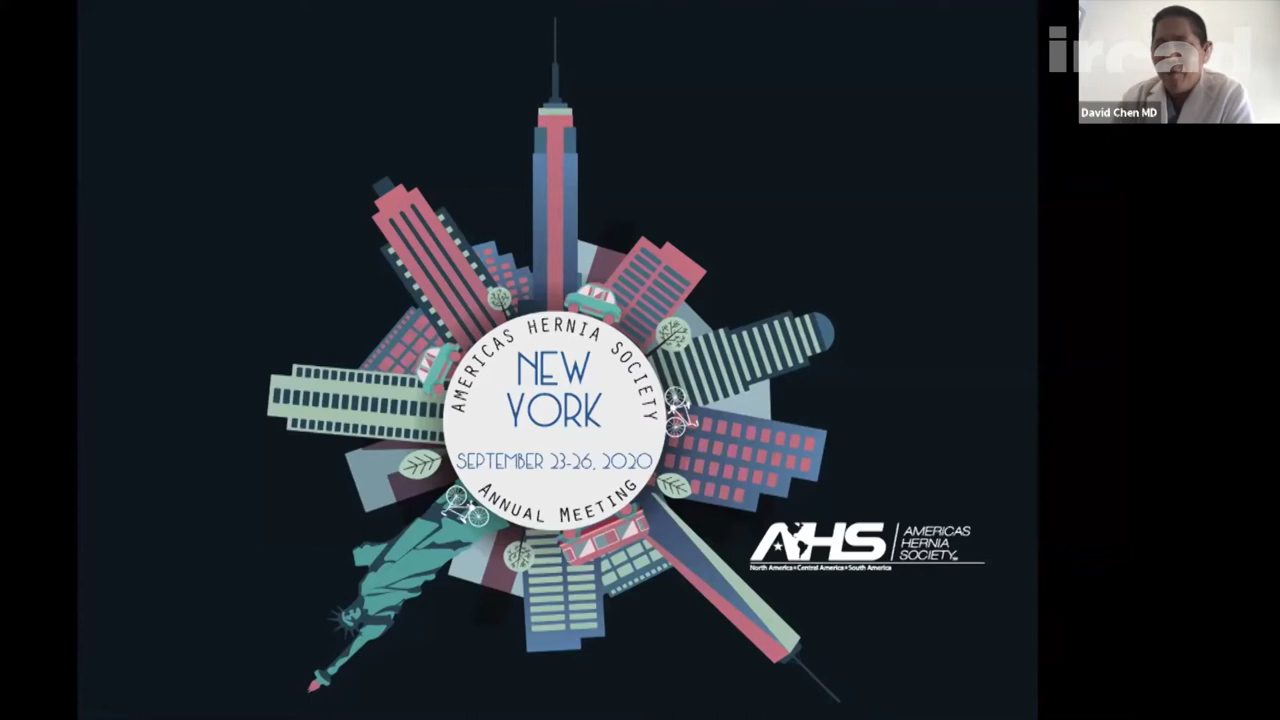 ircad
David Chen MD
AMERICAS HERNIA SOCIETY
NEW
YORK
SEPTEMBER 23-26, 2020
ANNUAL MEETING
AHS
AMERICAS
HERNIA
SOCIETY
North America•Central America•South America